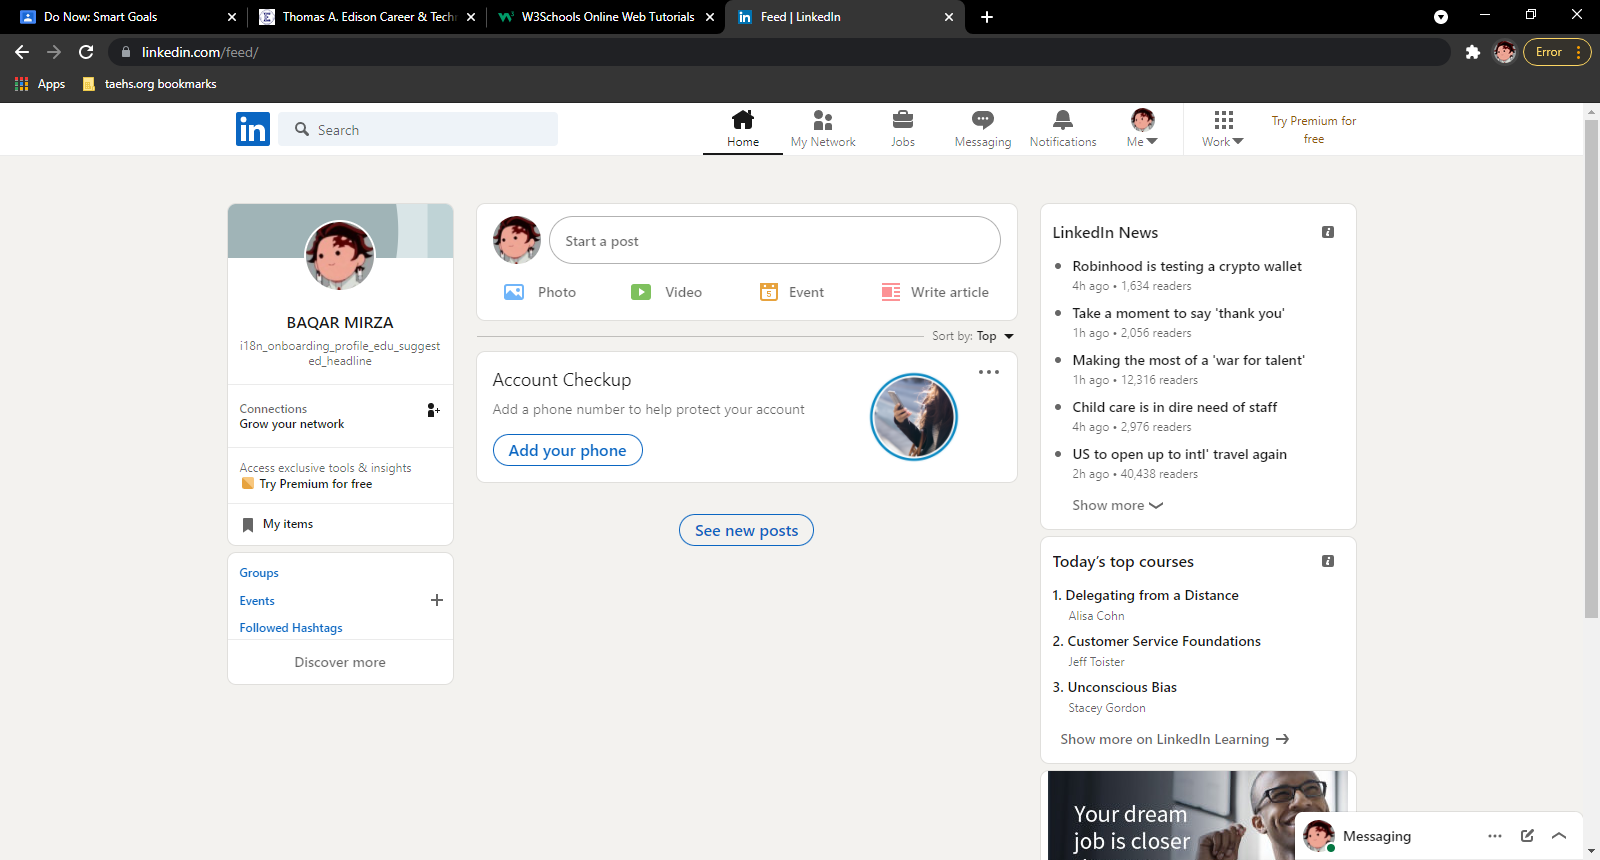 Do Now: Smart Goals
Thomas A. Edison Career & Techn
W3Schools Online Web Tutorials
Feed | LinkedIn
linkedin.com/feed/
Error
Apps
taehs.org bookmarks
in
Search
Home
My Network
Jobs
Messaging
Notifications
Me
Work
Try Premium for
free
BAQAR MIRZA
i18n_onboarding_profile_edu_suggest
ed_headline
Connections
Grow your network
Access exclusive tools & insights
Try Premium for free
My items
Groups
Events
Followed Hashtags
Discover more
Start a post
Photo
Video
5
Event
Write article
Sort by: Top
Account Checkup
Add a phone number to help protect your account
Add your phone
See new posts
LinkedIn News
Robinhood is testing a crypto wallet
4h ago • 1,634 readers
Take a moment to say 'thank you'
1h ago • 2,056 readers
Making the most of a 'war for talent'
1h ago • 12,316 readers
Child care is in dire need of staff
4h ago • 2,976 readers
US to open up to intl' travel again
2h ago • 40,438 readers
Show more
Today’s top courses
1. Delegating from a Distance
Alisa Cohn
2. Customer Service Foundations
Jeff Toister
3. Unconscious Bias
Stacey Gordon
Show more on LinkedIn Learning
Your dream
job is closer
Messaging